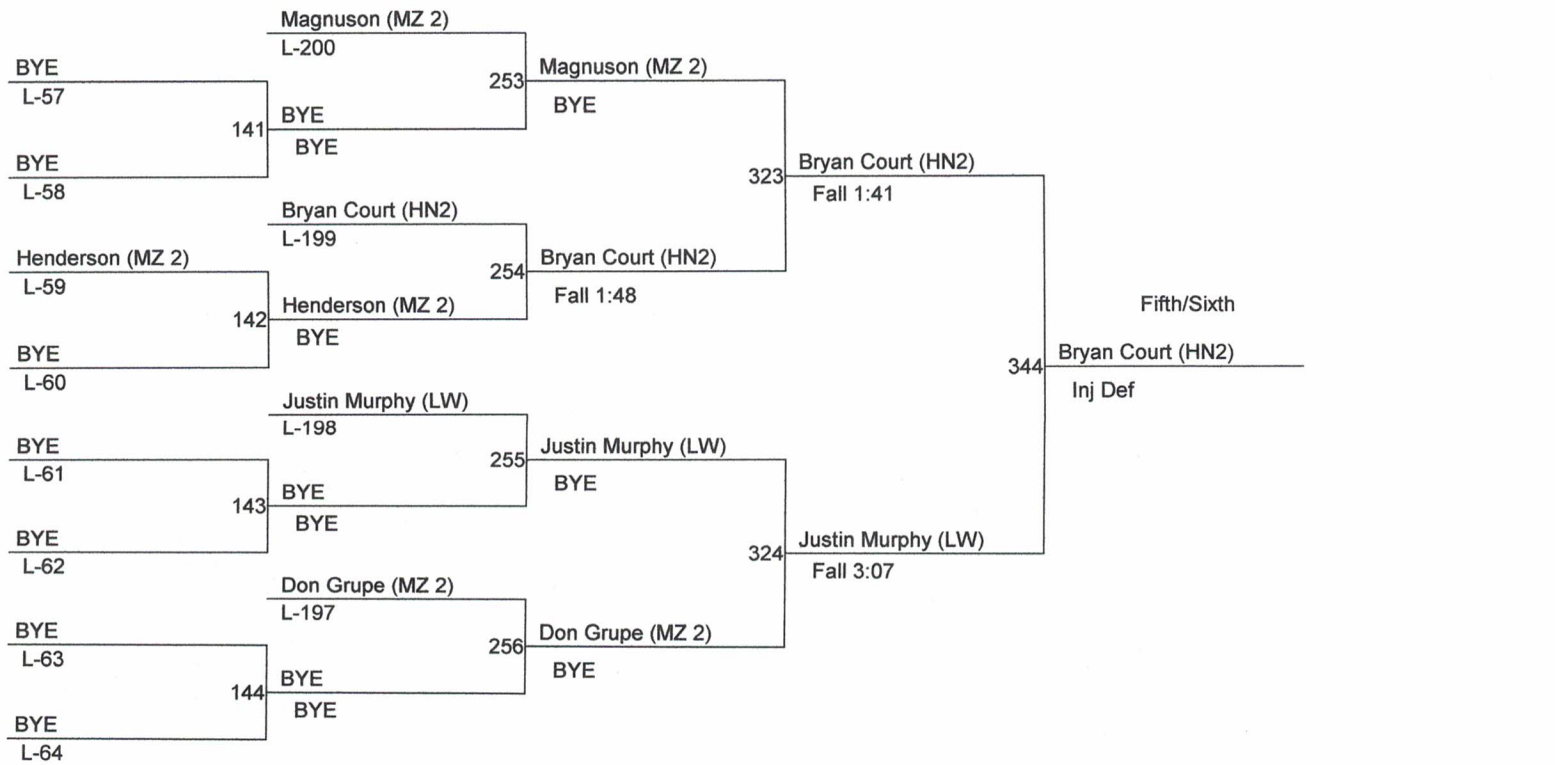 Magnuson (MZ 2)
L-200
BYE
L-57
253
Magnuson (MZ 2)
BYE
141
BYE
BYE
BYE
L-58
323
Bryan Court (HN2)
Fall 1:41
Bryan Court (HN2)
L-199
Henderson (MZ 2)
L-59
254
Bryan Court (HN2)
Fall 1:48
142
Henderson (MZ 2)
BYE
BYE
L-60
Fifth/Sixth
344
Bryan Court (HN2)
Inj Def
Justin Murphy (LW)
L-198
BYE
L-61
255
Justin Murphy (LW)
BYE
143
BYE
BYE
BYE
L-62
324
Justin Murphy (LW)
Fall 3:07
Don Grupe (MZ 2)
L-197
BYE
L-63
256
Don Grupe (MZ 2)
BYE
144
BYE
BYE
BYE
L-64